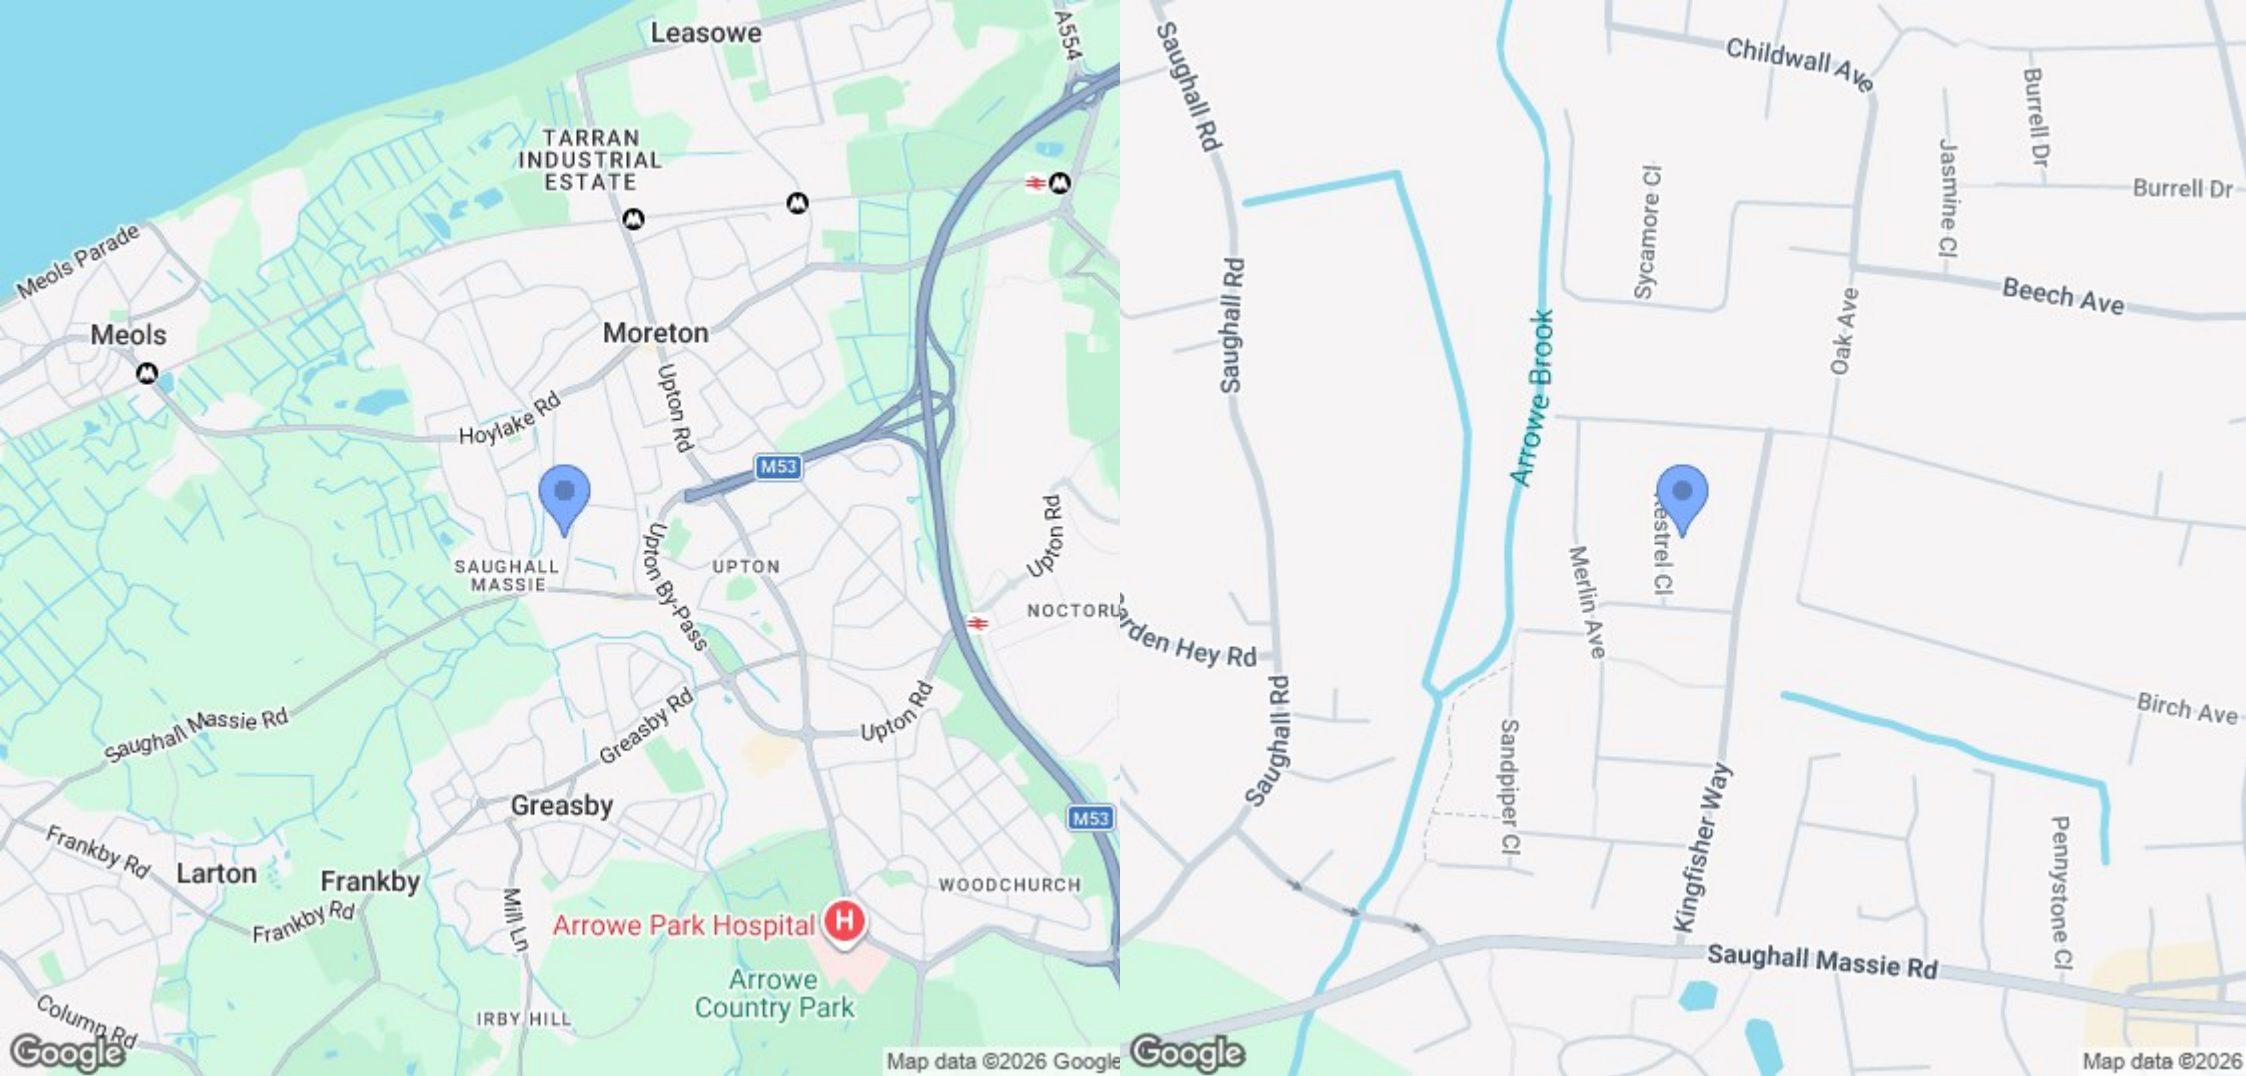 Leasowe
A554
TARRAN
INDUSTRIAL
ESTATE
Meols Parade
Meols
Moreton
Upton Rd
Hoylake Rd
M53
Upton Rd
SAUGHALL
MASSIE
Upton By-Pass
UPTON
NOCTORU
Saughall Massie Rd
Greasby Rd
Upton Rd
Greasby
M53
Frankby Rd
Larton
Frankby
Frankby Rd
Mill Ln
WOODCHURCH
Arrowe Park Hospital
H
Arrowe
Country Park
IRBY HILL
Column Rd
Google
Map data ©2026 Google
Saughall Rd
Childwall Ave
Burrell Dr
Jasmine Cl
Burrell Dr
Sycamore Cl
Saughall Rd
Beech Ave
Oak Ave
Arrowe Brook
Kestrel Cl
Merlin Ave
arden Hey Rd
Saughall Rd
Birch Ave
Sandpiper Cl
Kingfisher Way
Pennystone Cl
Saughall Massie Rd
Google
Map data ©2026